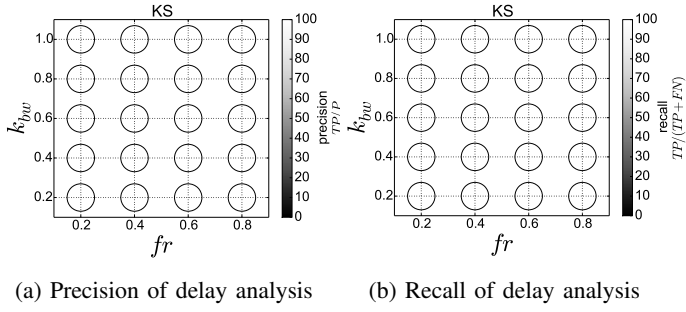 KS
1.0
0.8
0.6
0.4
0.2
k_{bw}
0.2 0.4 0.6 0.8
fr
100
90
80
70
60
50
40
30
20
10
0
precision
TP/P
(a) Precision of delay analysis
KS
1.0
0.8
0.6
0.4
0.2
k_{bw}
0.2 0.4 0.6 0.8
fr
100
90
80
70
60
50
40
30
20
10
0
recall
TP/(TP+FN)
(b) Recall of delay analysis